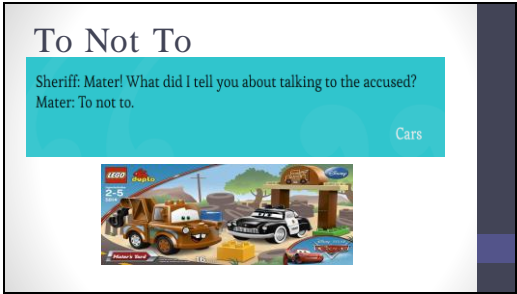 To Not To
Sheriff: Mater! What did I tell you about talking to the accused?
Mater: To not to.
Cars
LEGO duplo
Disney
2-5
Mater's Yard